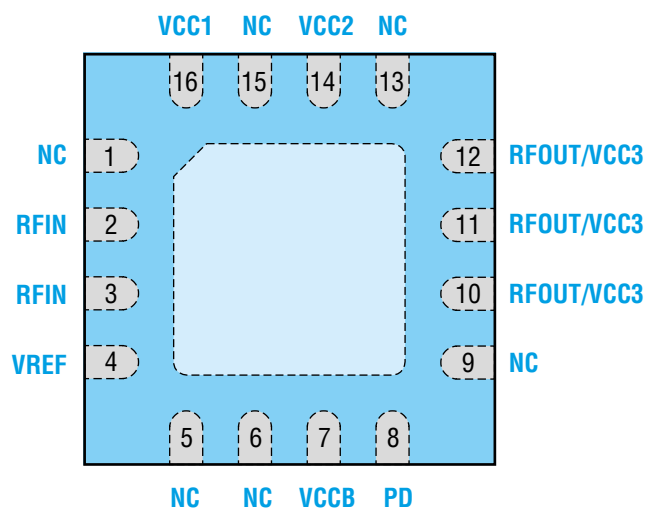 VCC1 NC VCC2 NC
16 15 14 13
NC 1 12 RFOUT/VCC3
RFIN 2 11 RFOUT/VCC3
RFIN 3 10 RFOUT/VCC3
VREF 4 9 NC
5 6 7 8
NC NC VCCB PD